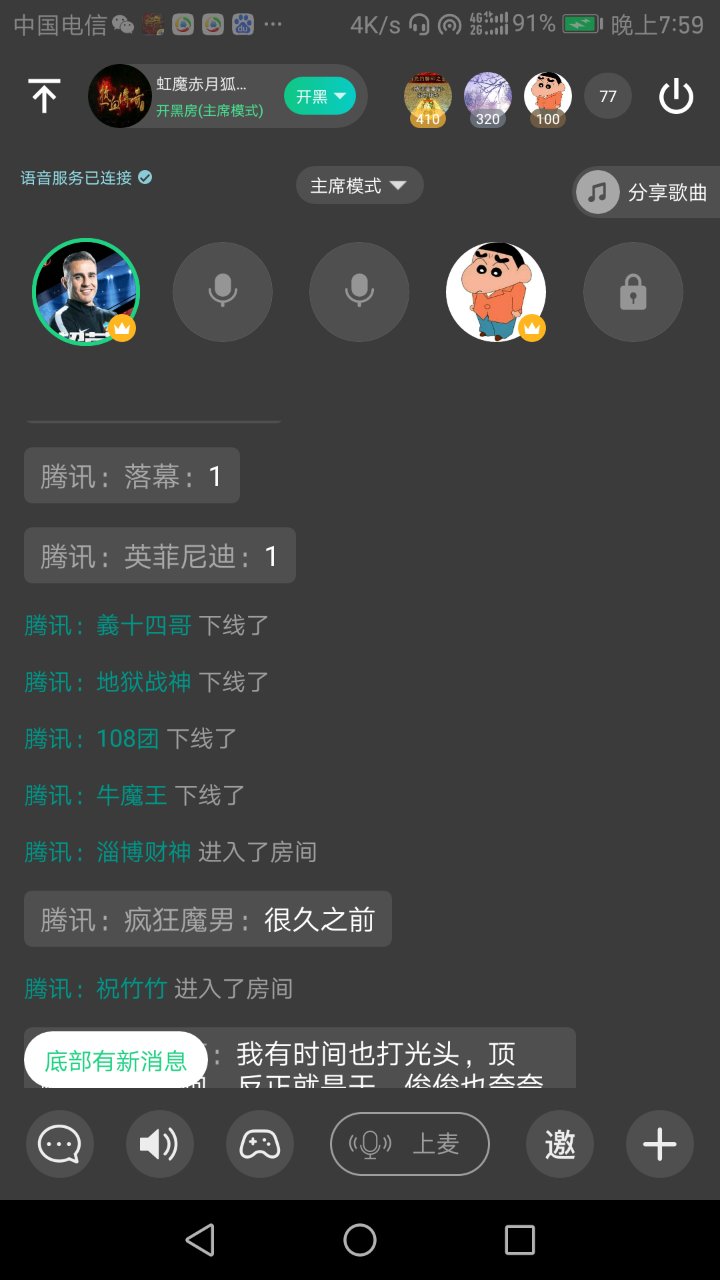 中国电信 ··· 4K/s 4G 2G 91% 晚上7:59
虹魔赤月狐...
开黑房(主席模式)
开黑
410 320 100 77
语音服务已连接
主席模式
分享歌曲
腾讯：落幕：1
腾讯：英菲尼迪：1
腾讯：義十四哥 下线了
腾讯：地狱战神 下线了
腾讯：108团 下线了
腾讯：牛魔王 下线了
腾讯：淄博财神 进入了房间
腾讯：疯狂魔男：很久之前
腾讯：祝竹竹 进入了房间
：我有时间也打光头，顶
底部有新消息
上麦
邀